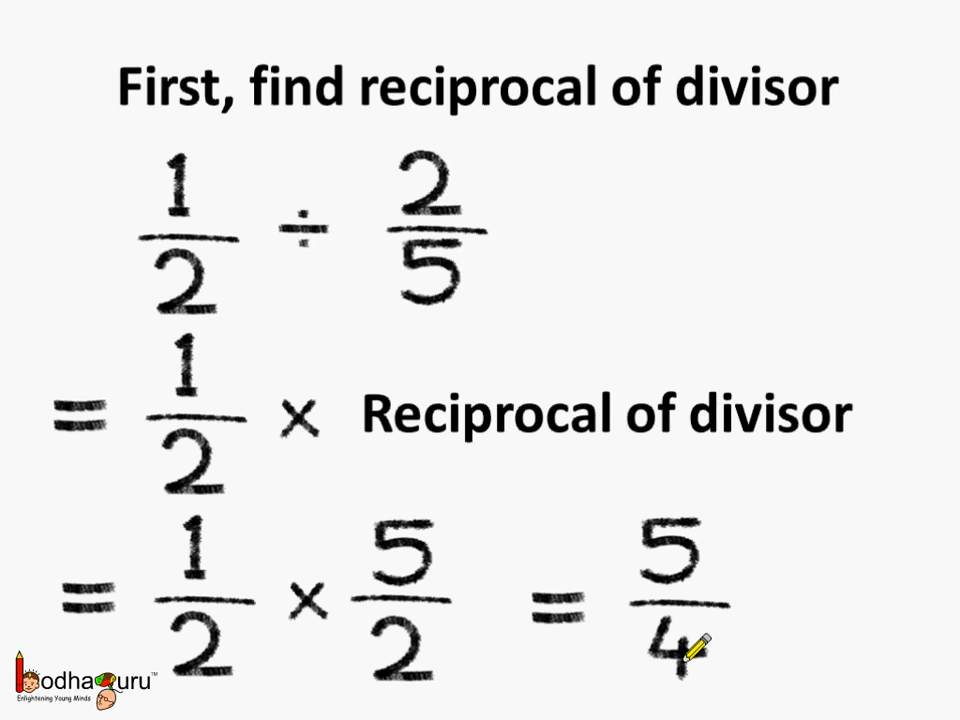 First, find reciprocal of divisor
1/2 ÷ 2/5
= 1/2 × Reciprocal of divisor
= 1/2 × 5/2 = 5/4
BodhaGuru™
Enlightening Young Minds